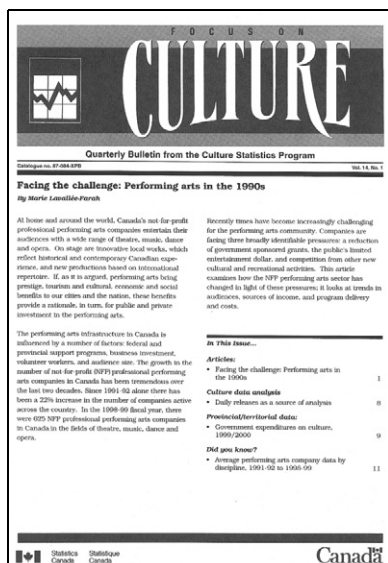 FOCUS ON
CULTURE
Quarterly Bulletin from the Culture Statistics Program
Catalogue no. 87-004-XPB
Vol. 14, No. 1
Facing the challenge: Performing arts in the 1990s
By Marie Lavallée-Farah
At home and around the world, Canada's not-for-profit
professional performing arts companies entertain their
audiences with a wide range of theatre, music, dance
and opera. On stage are innovative local works, which
reflect historical and contemporary Canadian expe-
rience, and new productions based on international
repertoire. If, as it is argued, performing arts bring
prestige, tourism and cultural, economic and social
benefits to our cities and the nation, these benefits
provide a rationale, in turn, for public and private
investment in the performing arts.
The performing arts infrastructure in Canada is
influenced by a number of factors: federal and
provincial support programs, business investment,
volunteer workers, and audience size. The growth in the
number of not-for-profit (NFP) professional performing
arts companies in Canada has been tremendous over
the last two decades. Since 1991-92 alone there has
been a 22% increase in the number of companies active
across the country. In the 1998-99 fiscal year, there
were 625 NFP professional performing arts companies
in Canada in the fields of theatre, music, dance and
opera.
Recently times have become increasingly challenging
for the performing arts community. Companies are
facing three broadly identifiable pressures: a reduction
of government sponsored grants, the public's limited
entertainment dollar, and competition from other new
cultural and recreational activities. This article
examines how the NFP performing arts sector has
changed in light of these pressures; it looks at trends in
audiences, sources of income, and program delivery
and costs.
In This Issue...
Articles:
• Facing the challenge: Performing arts in
the 1990s 1
Culture data analysis
• Daily releases as a source of analysis 8
Provincial/territorial data:
• Government expenditures on culture,
1999/2000 9
Did you know?
• Average performing arts company data by
discipline, 1991-92 to 1998-99 11
Statistics Canada
Statistique Canada
Canada